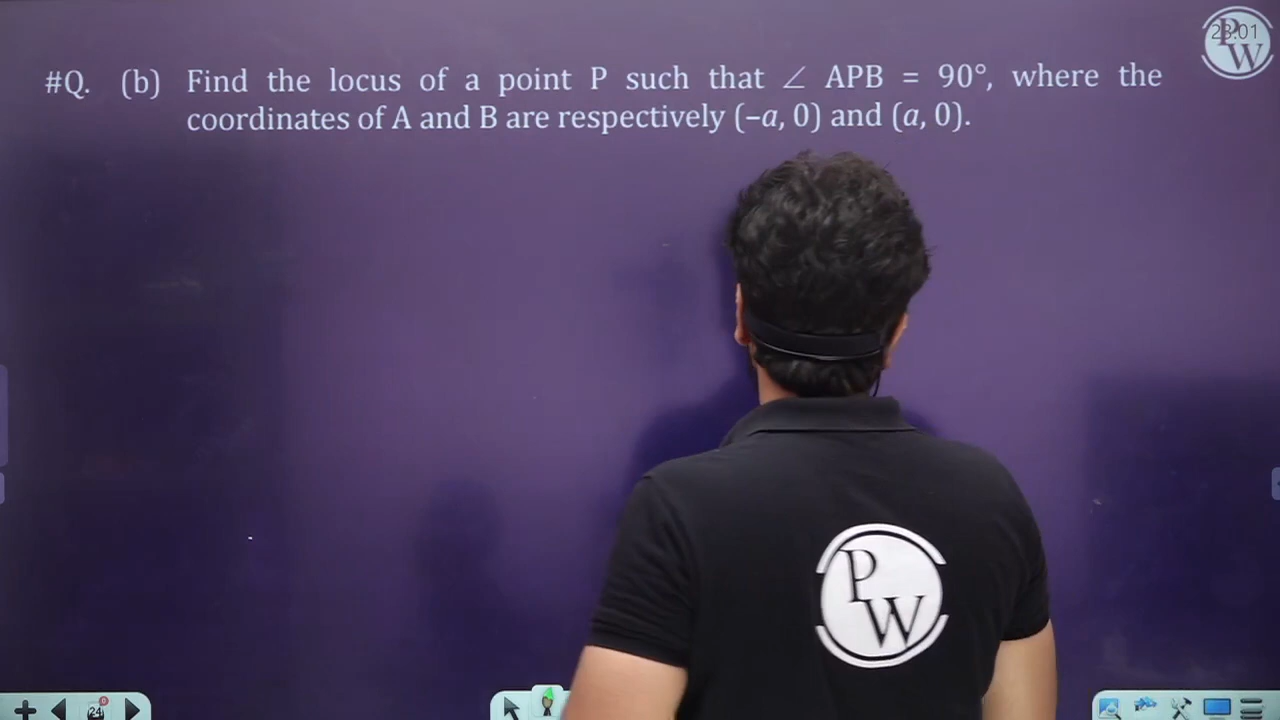 23:01
PW
#Q. (b) Find the locus of a point P such that ∠ APB = 90°, where the
coordinates of A and B are respectively (–a, 0) and (a, 0).
PW
24